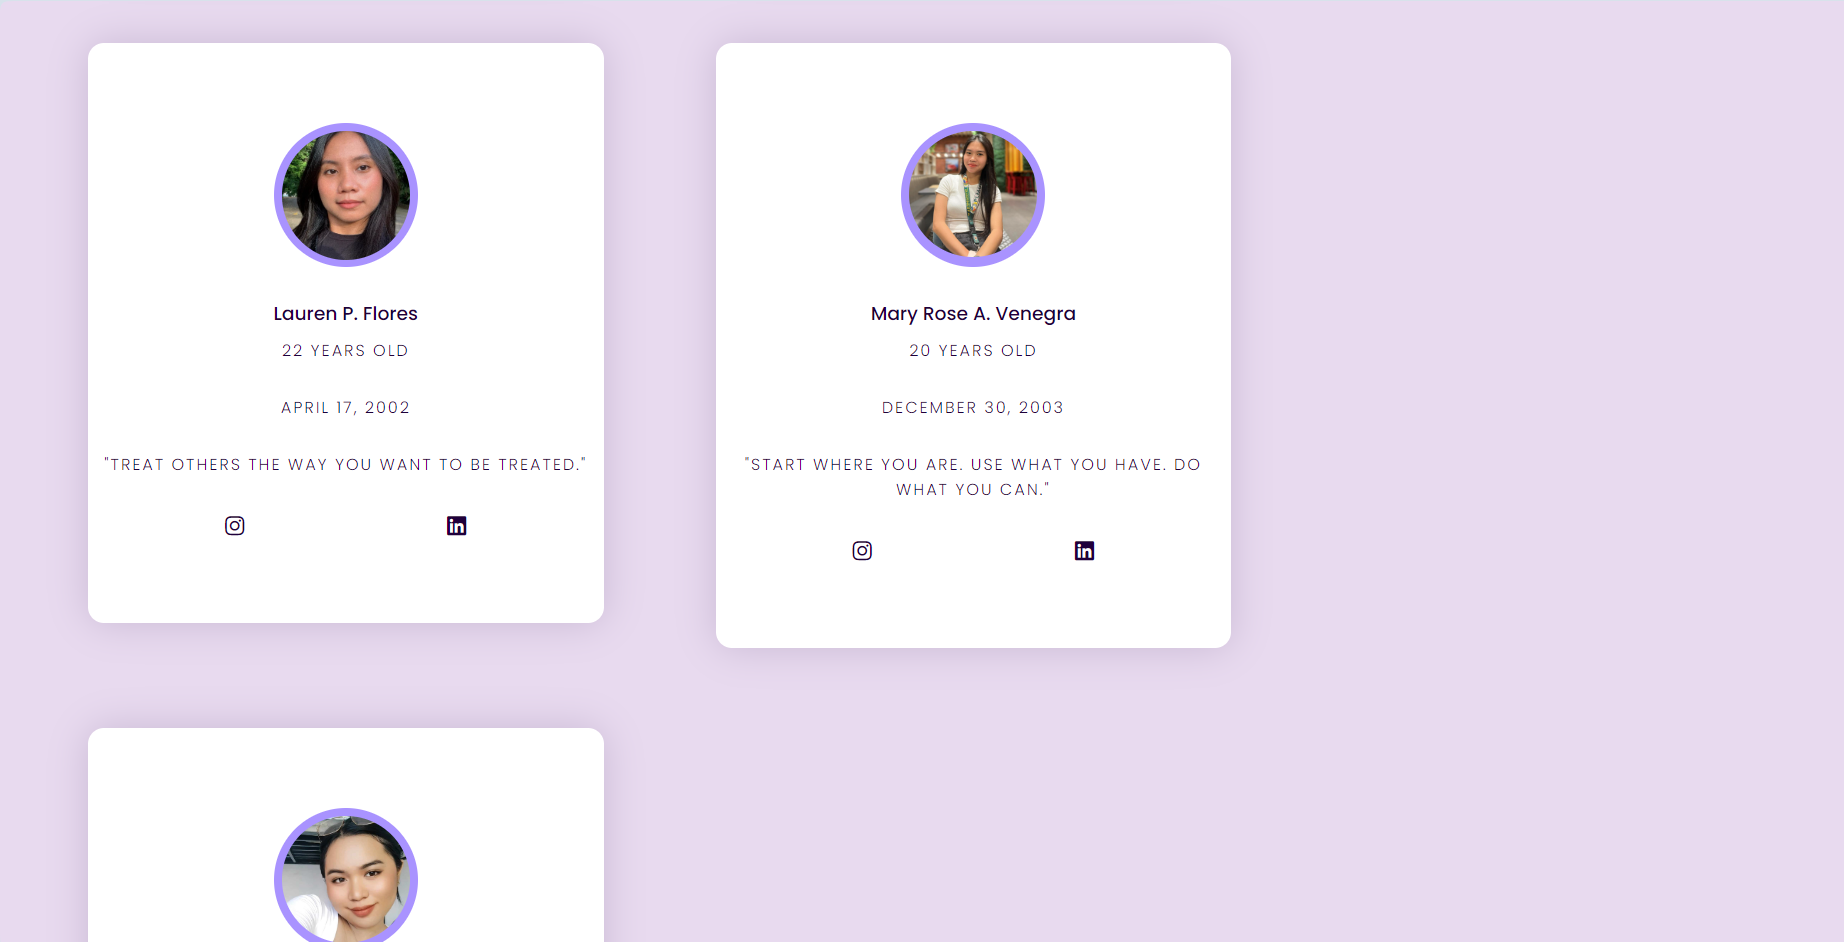 Lauren P. Flores
22 YEARS OLD
APRIL 17, 2002
"TREAT OTHERS THE WAY YOU WANT TO BE TREATED."
Mary Rose A. Venegra
20 YEARS OLD
DECEMBER 30, 2003
"START WHERE YOU ARE. USE WHAT YOU HAVE. DO
WHAT YOU CAN."